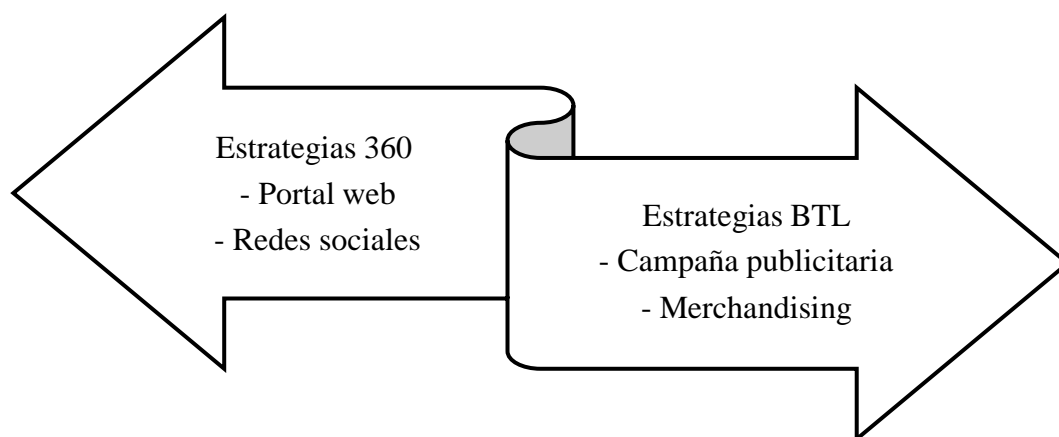 Estrategias 360
- Portal web
- Redes sociales
Estrategias BTL
- Campaña publicitaria
- Merchandising